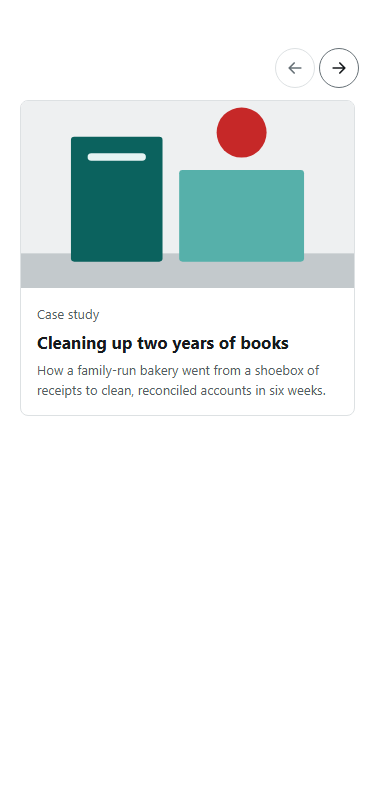 Case study
Cleaning up two years of books
How a family-run bakery went from a shoebox of
receipts to clean, reconciled accounts in six weeks.